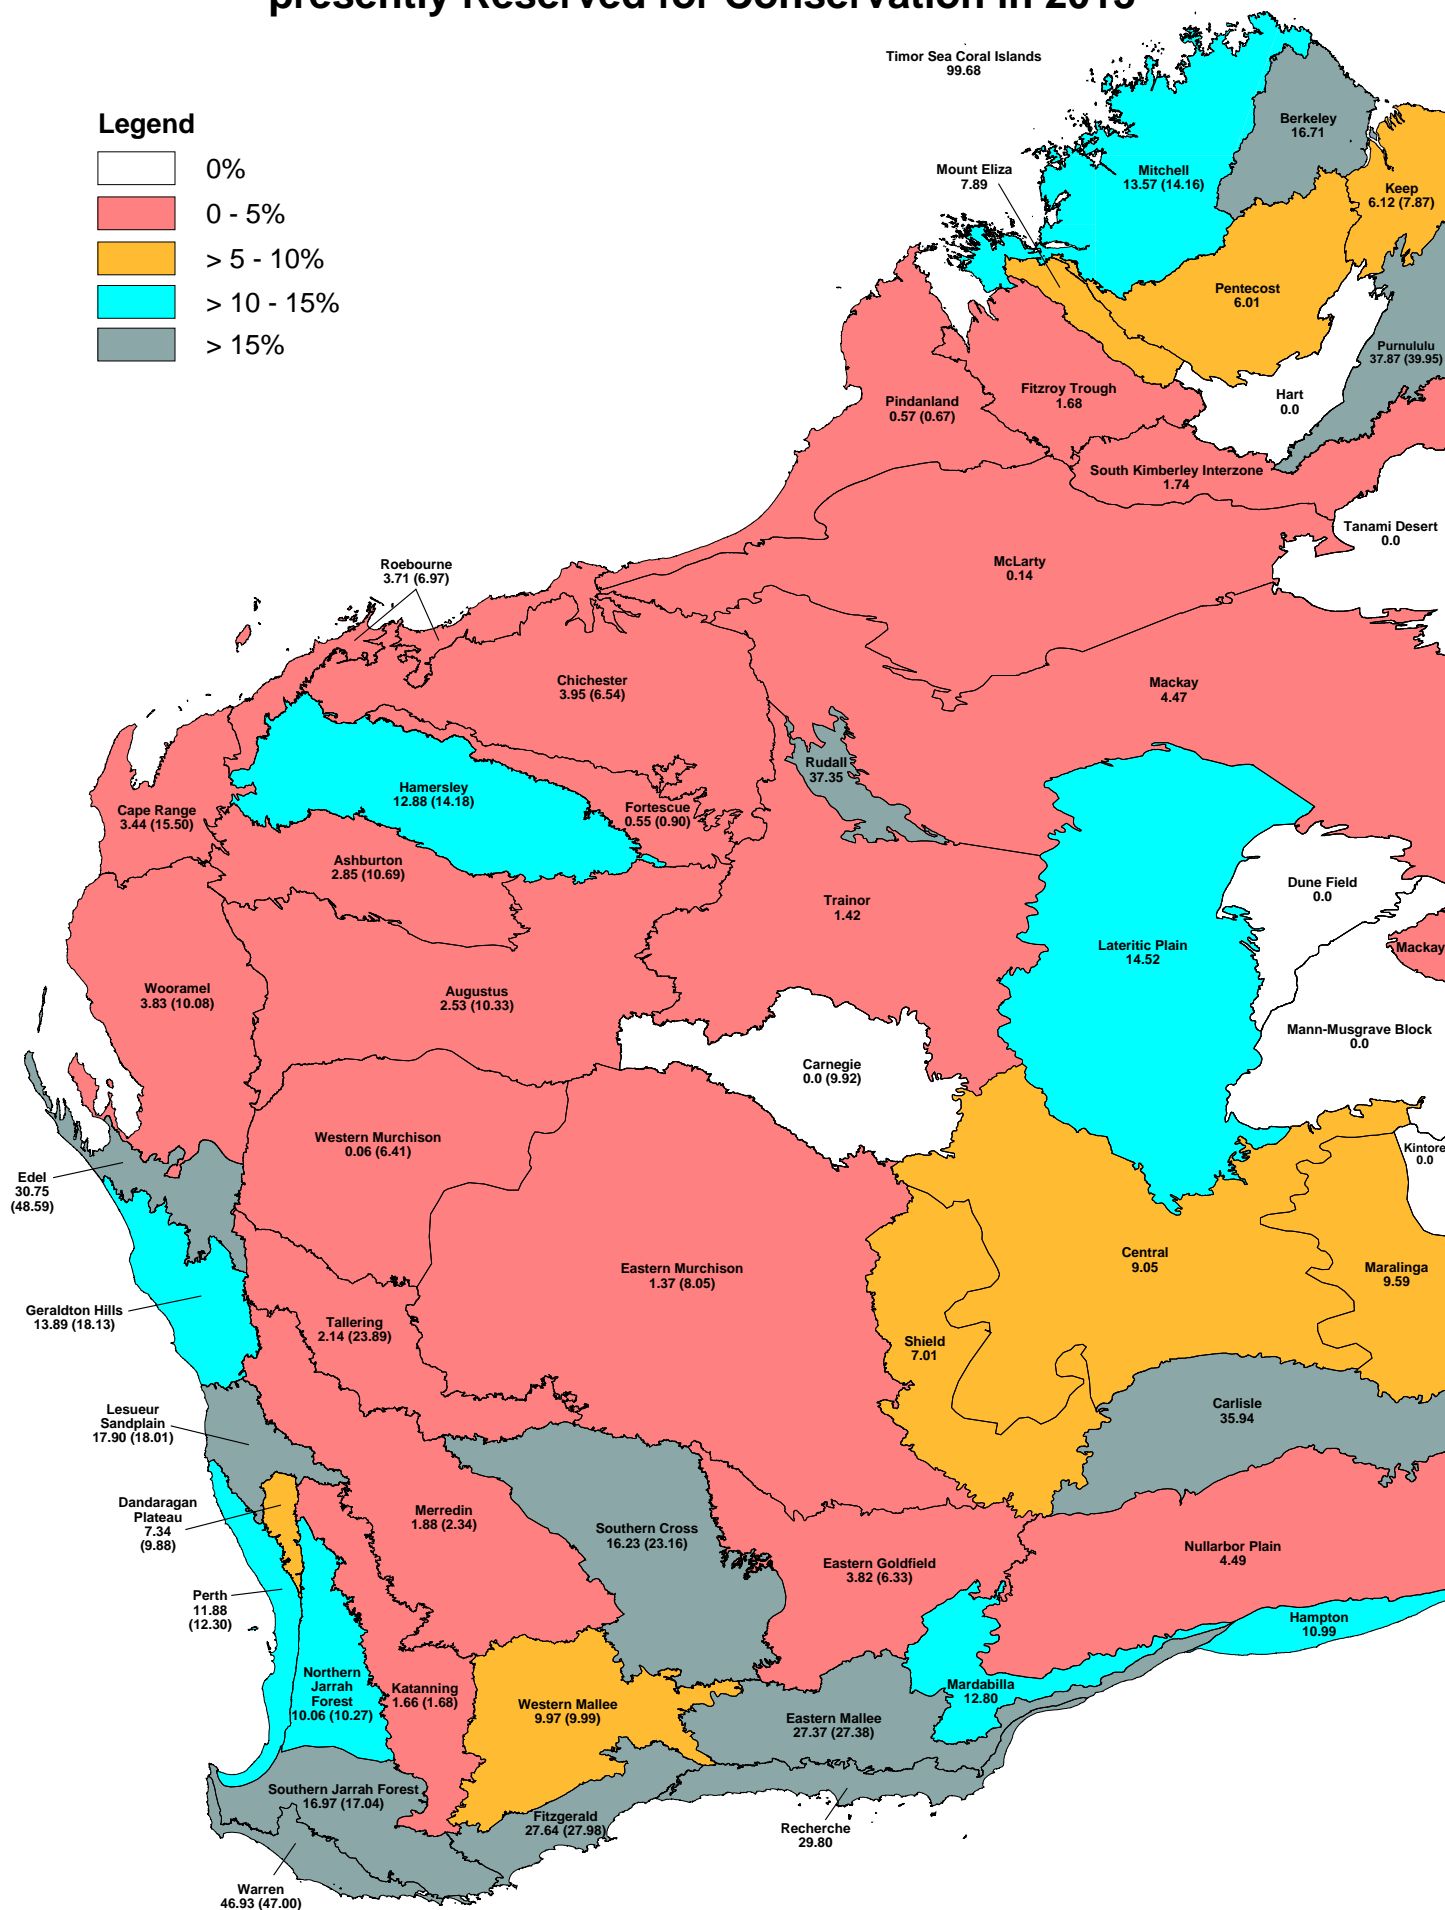 presently Reserved for Conservation in 2015
Timor Sea Coral Islands
99.68
Legend
0%
0 - 5%
> 5 - 10%
> 10 - 15%
> 15%
Berkeley
16.71
Mount Eliza
7.89
Mitchell
13.57 (14.16)
Keep
6.12 (7.87)
Pentecost
6.01
Purnululu
37.87 (39.95)
Fitzroy Trough
1.68
Hart
0.0
Pindanland
0.57 (0.67)
South Kimberley Interzone
1.74
Tanami Desert
0.0
Roebourne
3.71 (6.97)
McLarty
0.14
Chichester
3.95 (6.54)
Mackay
4.47
Rudall
37.35
Hamersley
12.88 (14.18)
Cape Range
3.44 (15.50)
Fortescue
0.55 (0.90)
Ashburton
2.85 (10.69)
Dune Field
0.0
Trainor
1.42
Lateritic Plain
14.52
Mackay
Wooramel
3.83 (10.08)
Augustus
2.53 (10.33)
Mann-Musgrave Block
0.0
Carnegie
0.0 (9.92)
Western Murchison
0.06 (6.41)
Kintore
0.0
Edel
30.75
(48.59)
Central
9.05
Eastern Murchison
1.37 (8.05)
Maralinga
9.59
Geraldton Hills
13.89 (18.13)
Tallering
2.14 (23.89)
Shield
7.01
Lesueur
Sandplain
17.90 (18.01)
Carlisle
35.94
Dandaragan
Plateau
7.34
(9.88)
Merredin
1.88 (2.34)
Southern Cross
16.23 (23.16)
Eastern Goldfield
3.82 (6.33)
Nullarbor Plain
4.49
Perth
11.88
(12.30)
Hampton
10.99
Northern
Jarrah
Forest
10.06 (10.27)
Katanning
1.66 (1.68)
Western Mallee
9.97 (9.99)
Mardabilla
12.80
Eastern Mallee
27.37 (27.38)
Southern Jarrah Forest
16.97 (17.04)
Fitzgerald
27.64 (27.98)
Recherche
29.80
Warren
46.93 (47.00)